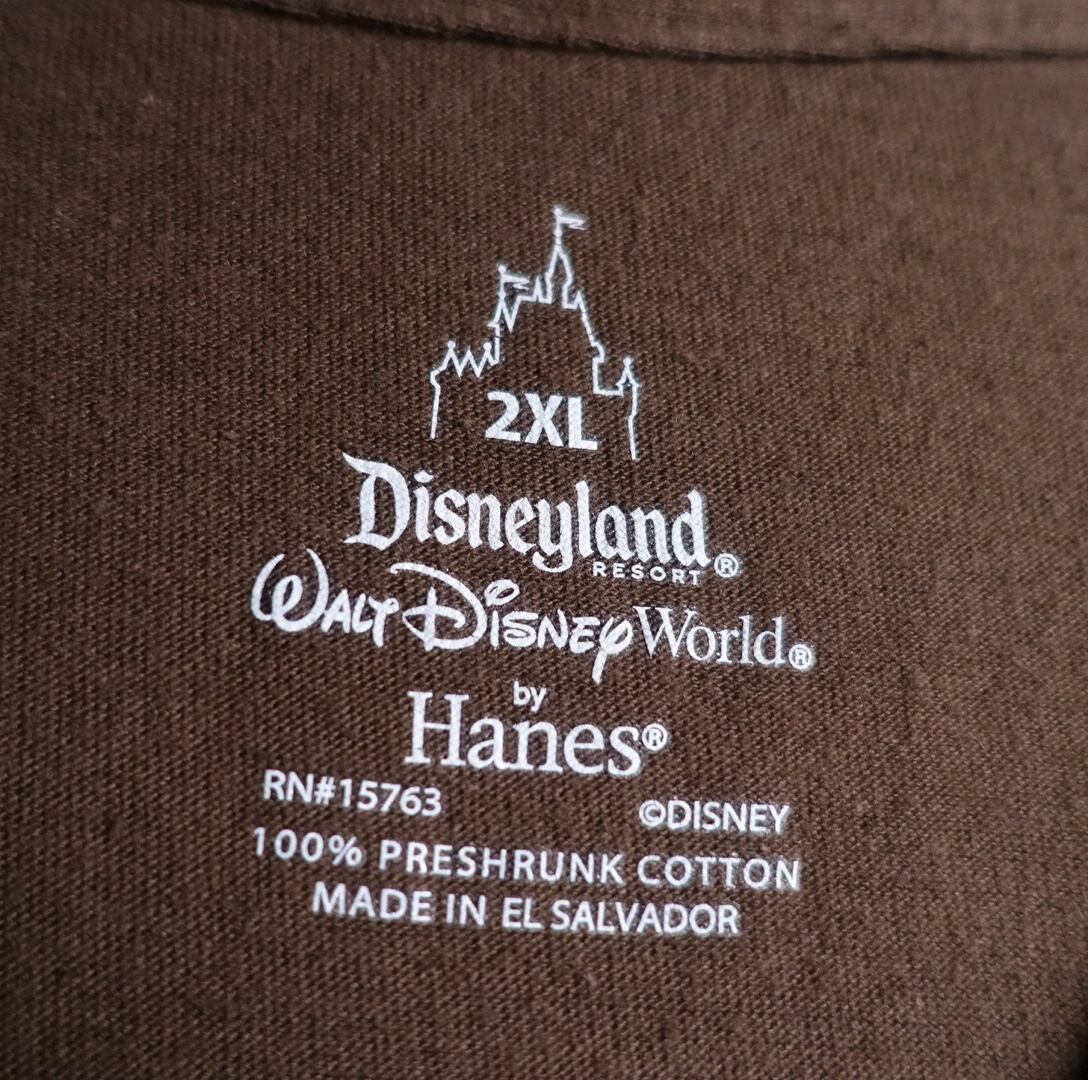 2XL
Disneyland®
RESORT
WALT DISNEY World®
by
Hanes®
RN#15763 ©DISNEY
100% PRESHRUNK COTTON
MADE IN EL SALVADOR